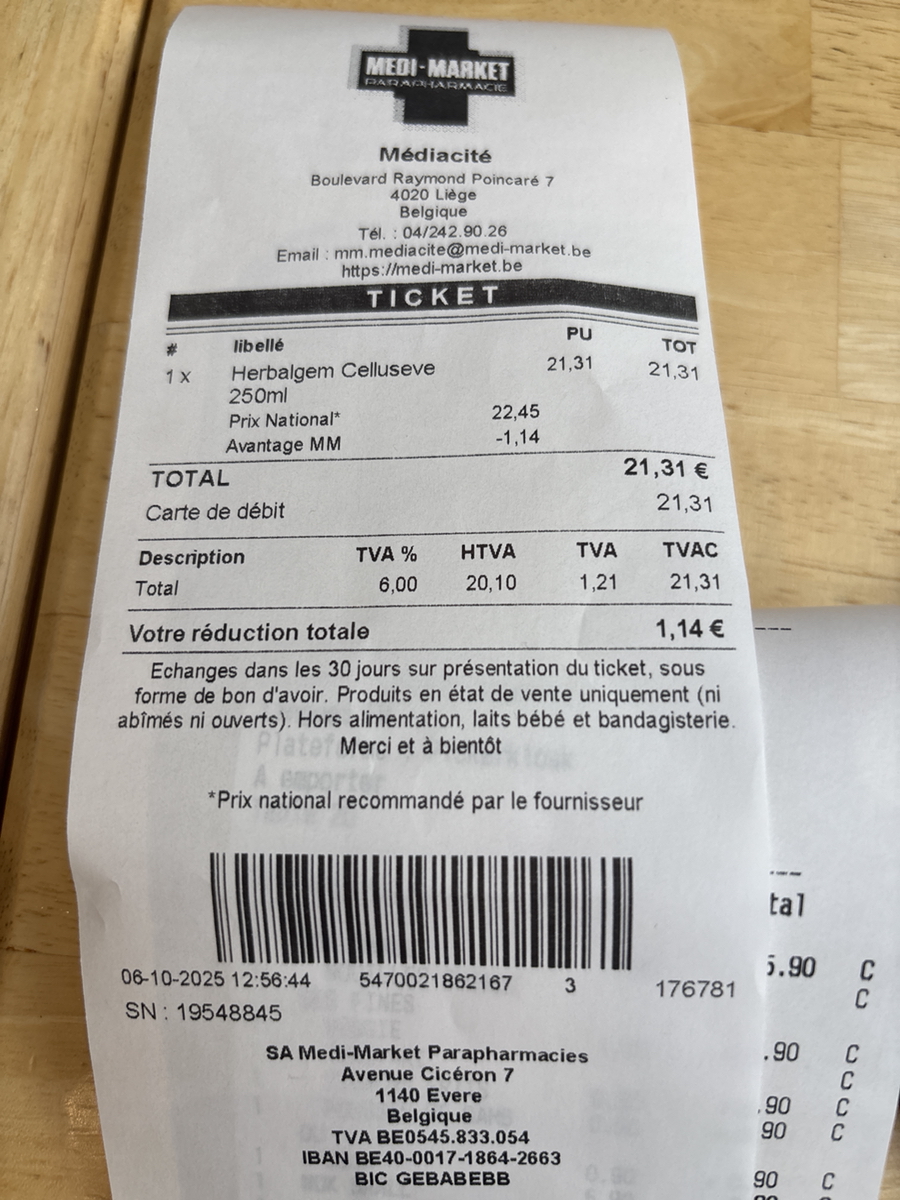 MEDI-MARKET
PARAPHARMACIE
Médiacité
Boulevard Raymond Poincaré 7
4020 Liège
Belgique
Tél. : 04/242.90.26
Email : mm.mediacite@medi-market.be
https://medi-market.be
TICKET
# libellé PU TOT
1 x Herbalgem Celluseve 21,31 21,31
250ml
Prix National* 22,45
Avantage MM -1,14
TOTAL 21,31 €
Carte de débit 21,31
Description TVA % HTVA TVA TVAC
Total 6,00 20,10 1,21 21,31
Votre réduction totale 1,14 €
Echanges dans les 30 jours sur présentation du ticket, sous
forme de bon d'avoir. Produits en état de vente uniquement (ni
abîmés ni ouverts). Hors alimentation, laits bébé et bandagisterie.
Merci et à bientôt
*Prix national recommandé par le fournisseur
06-10-2025 12:56:44 5470021862167 3 176781
SN : 19548845
SA Medi-Market Parapharmacies
Avenue Cicéron 7
1140 Evere
Belgique
TVA BE0545.833.054
IBAN BE40-0017-1864-2663
BIC GEBABEBB
tal
5.90 C
C
.90 C
C
.90 C
90 C
90 C